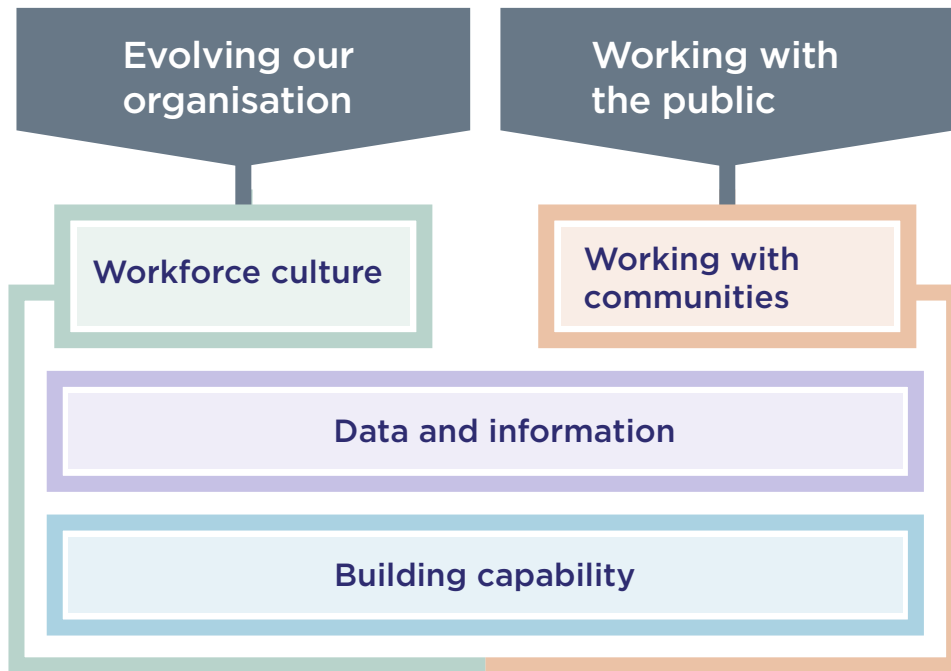 Evolving our
organisation
Working with
the public
Workforce culture
Working with
communities
Data and information
Building capability